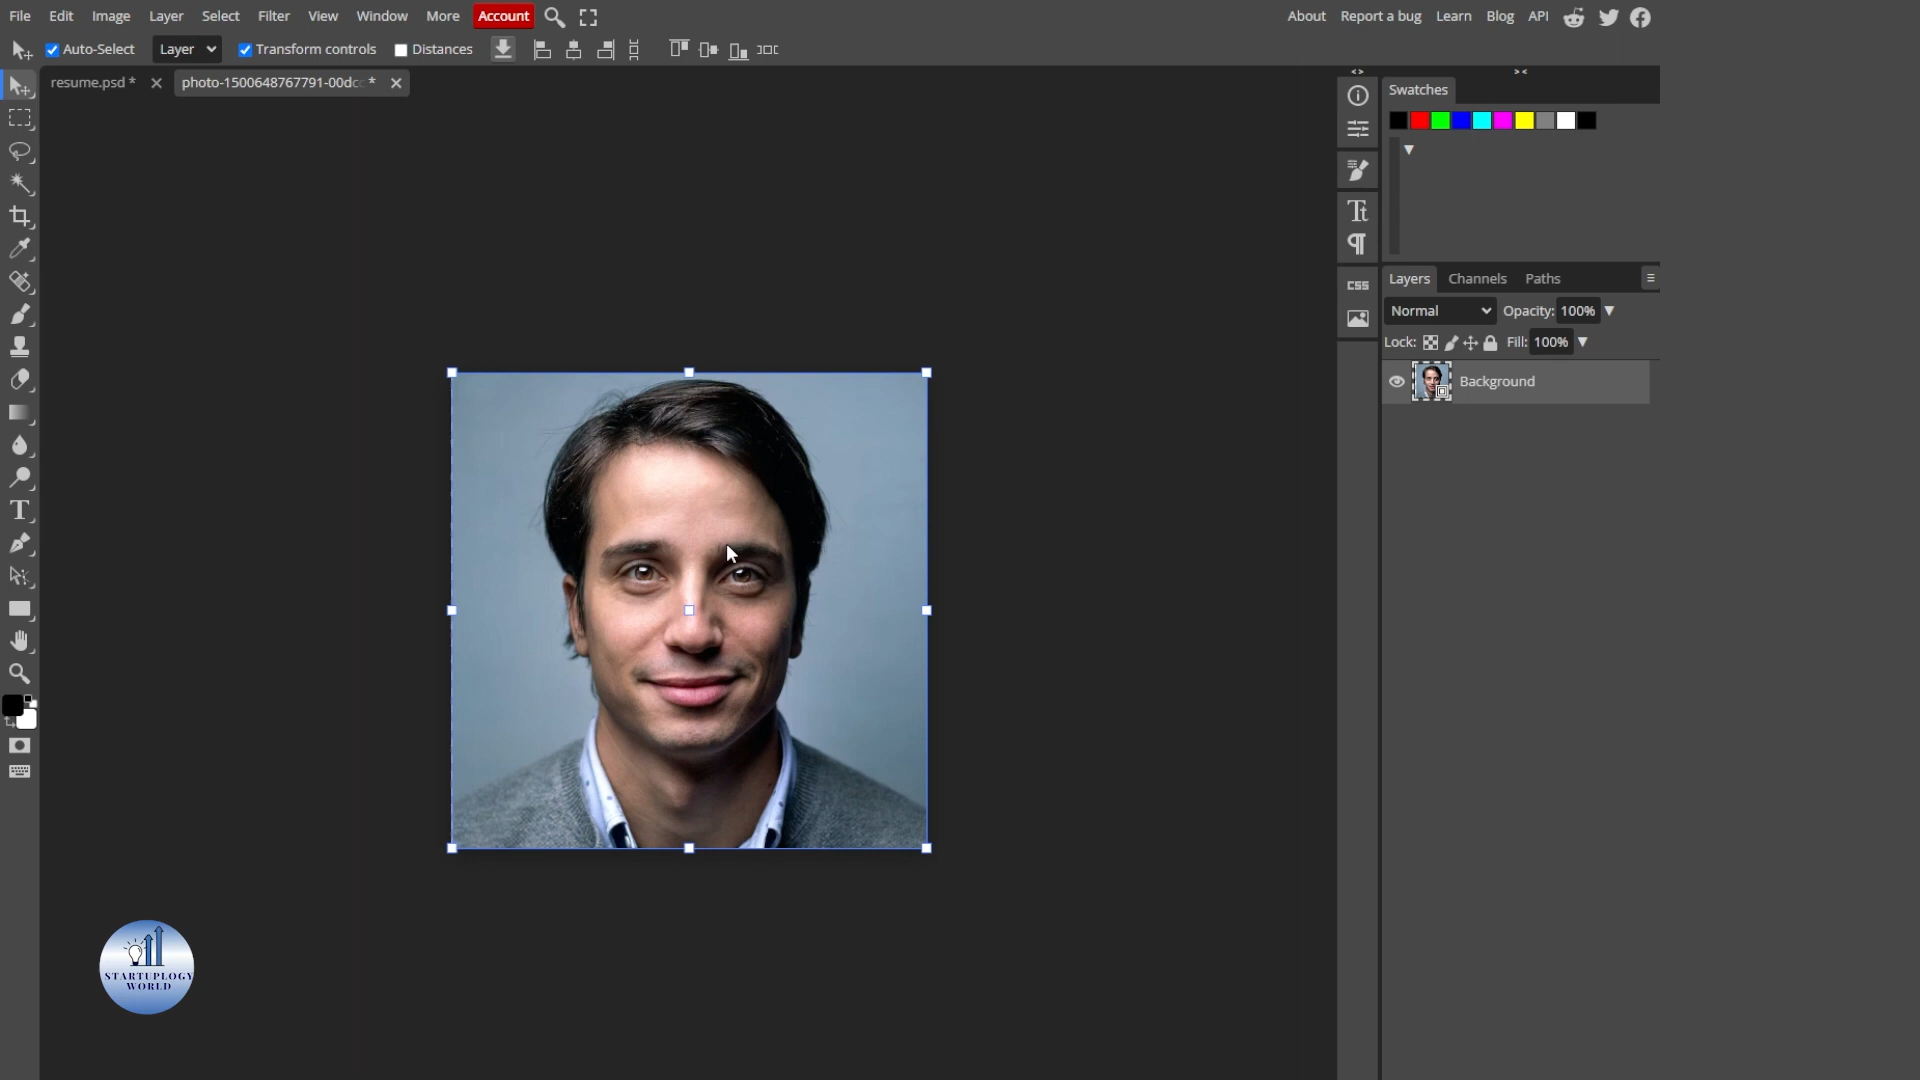 File Edit Image Layer Select Filter View Window More Account About Report a bug Learn Blog API
Auto-Select Layer Transform controls Distances
resume.psd * photo-1500648767791-00dcc *
Swatches
Tt
CSS
Layers Channels Paths
Normal Opacity: 100%
Lock: Fill: 100%
Background
T
STARTUPLOGY
WORLD